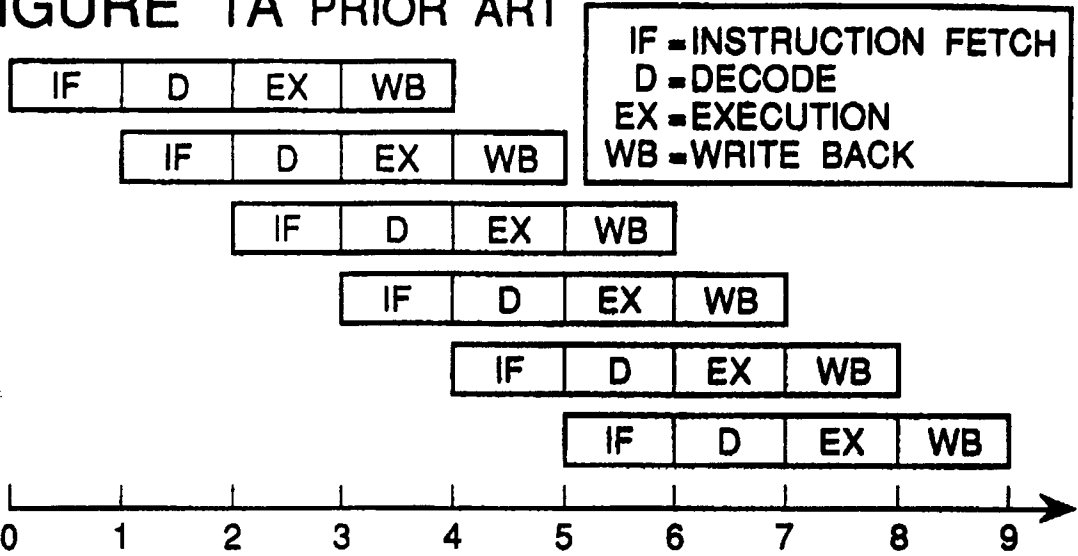 IGURE 1A PRIOR ART
IF = INSTRUCTION FETCH
D = DECODE
EX = EXECUTION
WB = WRITE BACK
IF D EX WB
IF D EX WB
IF D EX WB
IF D EX WB
IF D EX WB
IF D EX WB
0 1 2 3 4 5 6 7 8 9